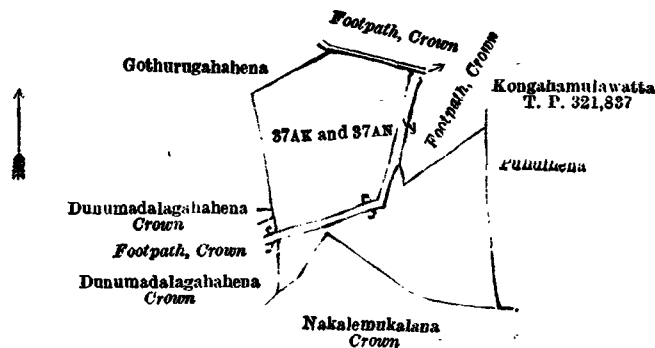 Footpath, Crown
Gothurugahahena
Footpath, Crown
Kongahamulawatta
T. P. 321,837
37AK and 37AN
Dunumadalagahahena
Crown
Footpath, Crown
Dunumadalagahahena
Crown
Nakalemukalana
Crown